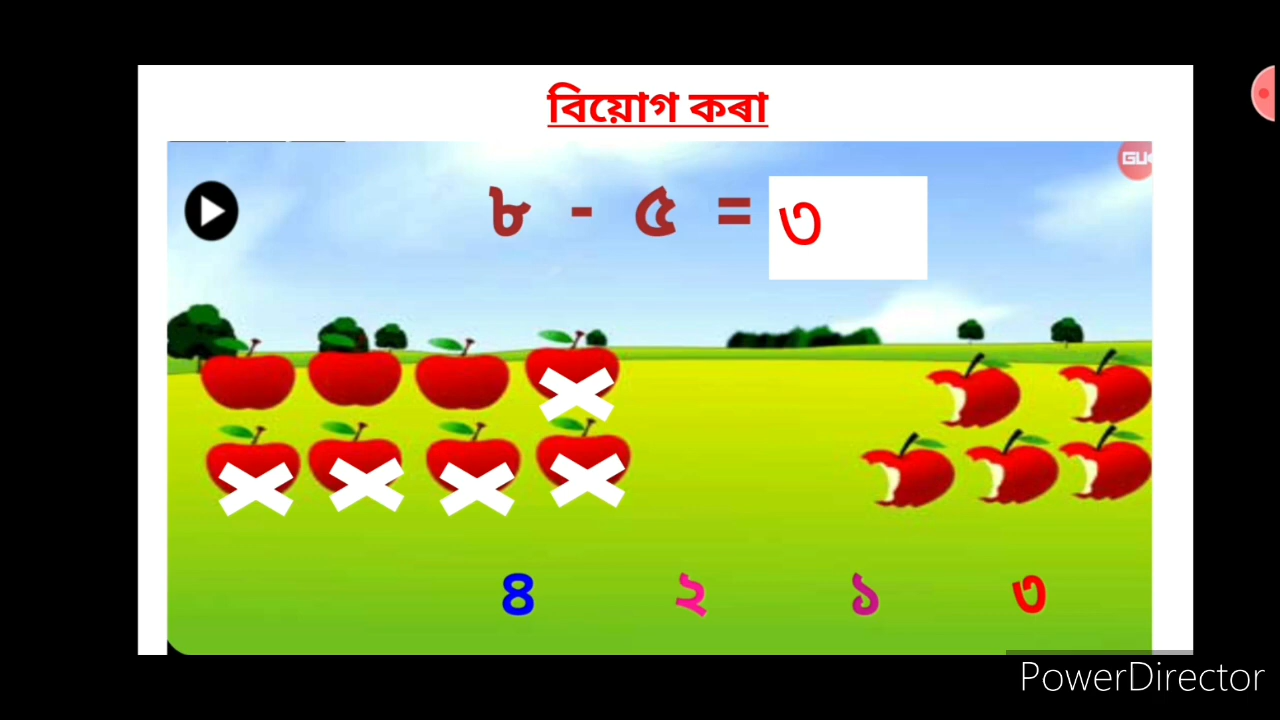 বিয়োগ কৰা
৮ - ৫ = ৩
৪ ২ ১ ৩
PowerDirector